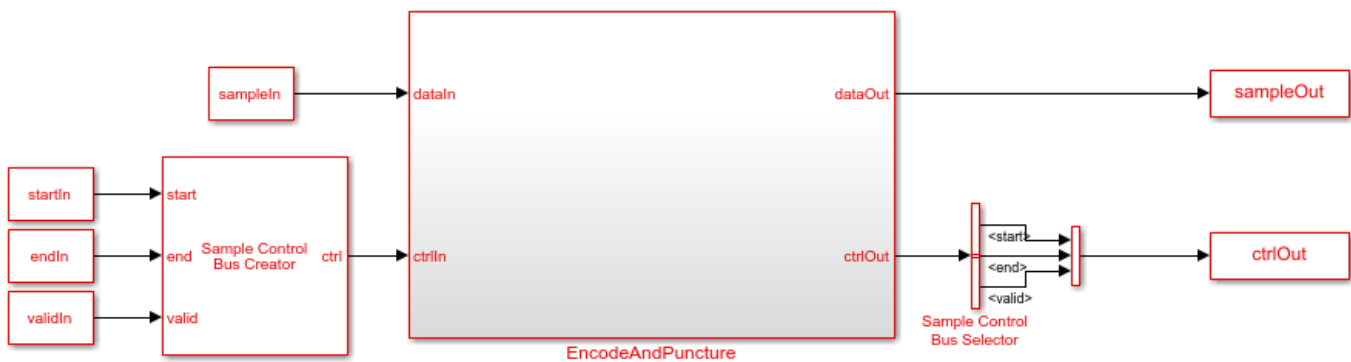 sampleIn
dataIn
dataOut
sampleOut
startIn
start
endIn
end
Sample Control
Bus Creator
ctrl
ctrlIn
ctrlOut
<start>
<end>
<valid>
ctrlOut
validIn
valid
Sample Control
Bus Selector
EncodeAndPuncture